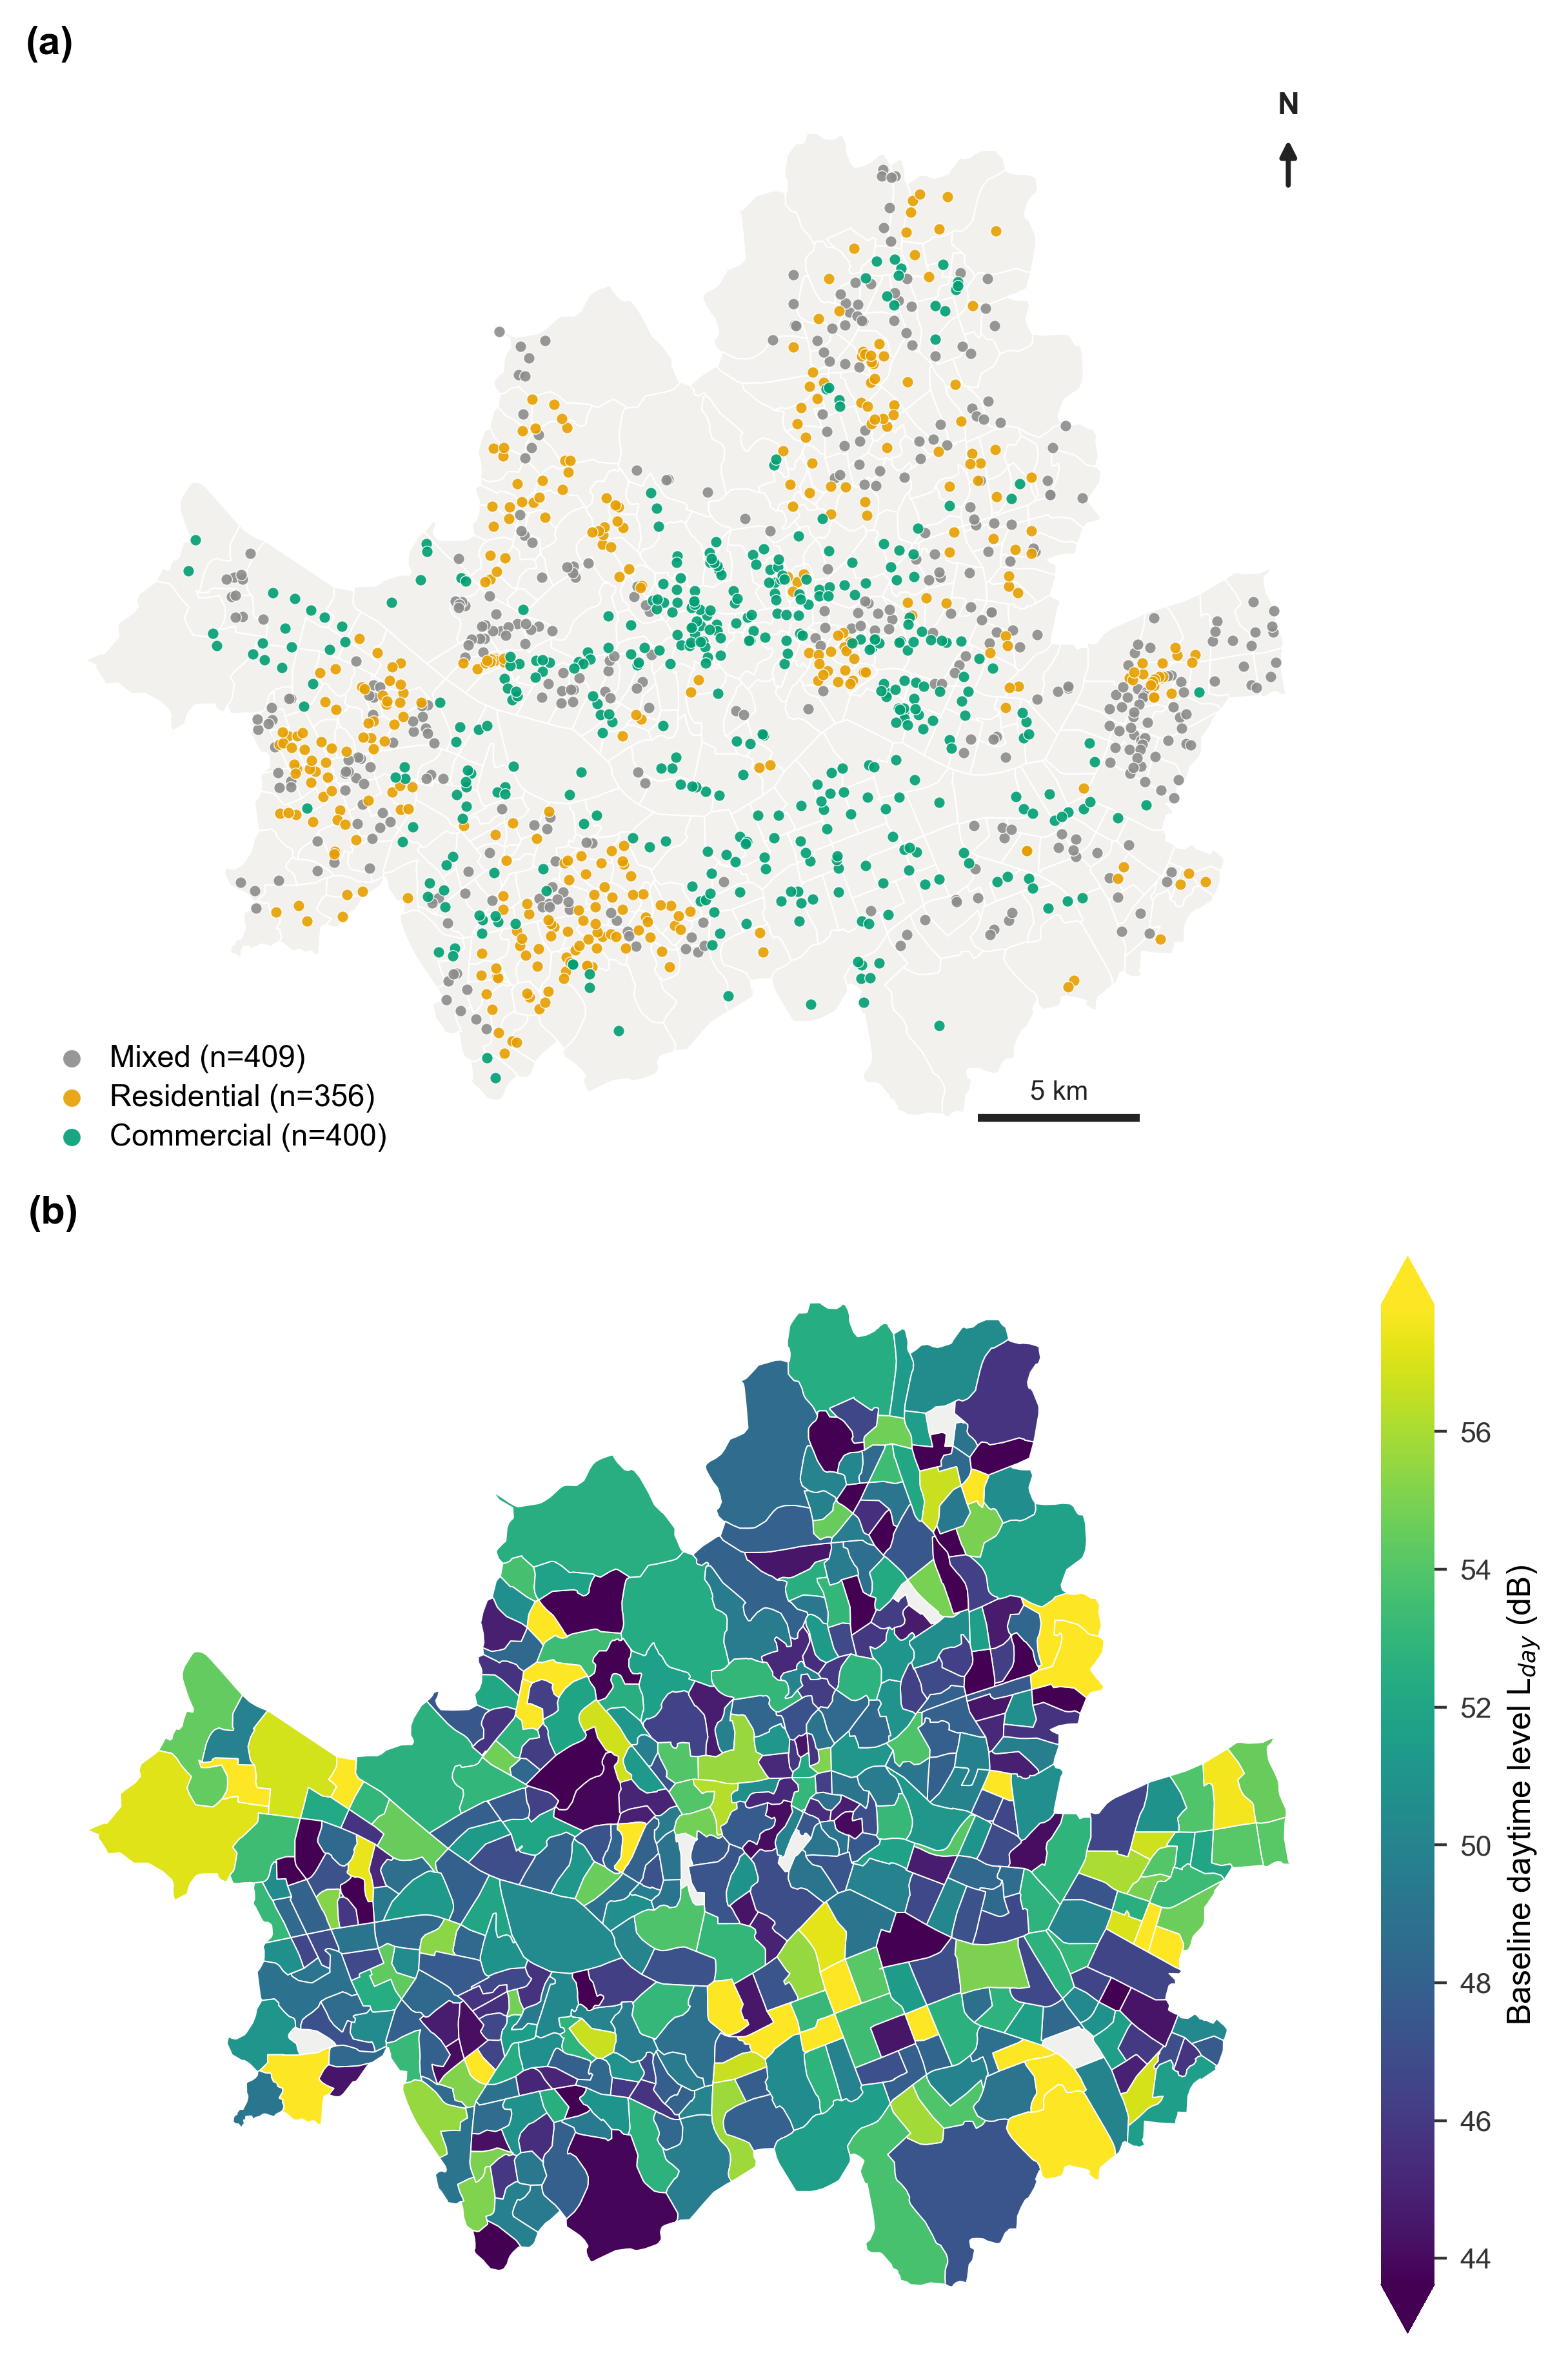 (a)
N
Mixed (n=409)
Residential (n=356)
Commercial (n=400)
5 km
(b)
56
54
52
50
48
46
44
Baseline daytime level Lday (dB)